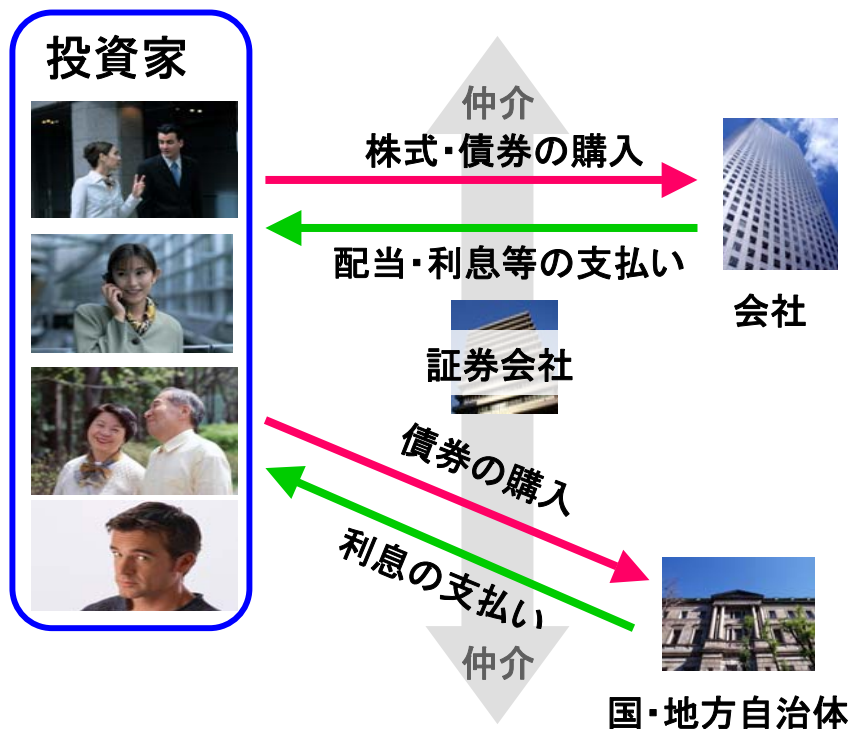 投資家
仲介
株式・債券の購入
配当・利息等の支払い
会社
証券会社
債券の購入
利息の支払い
仲介
国・地方自治体